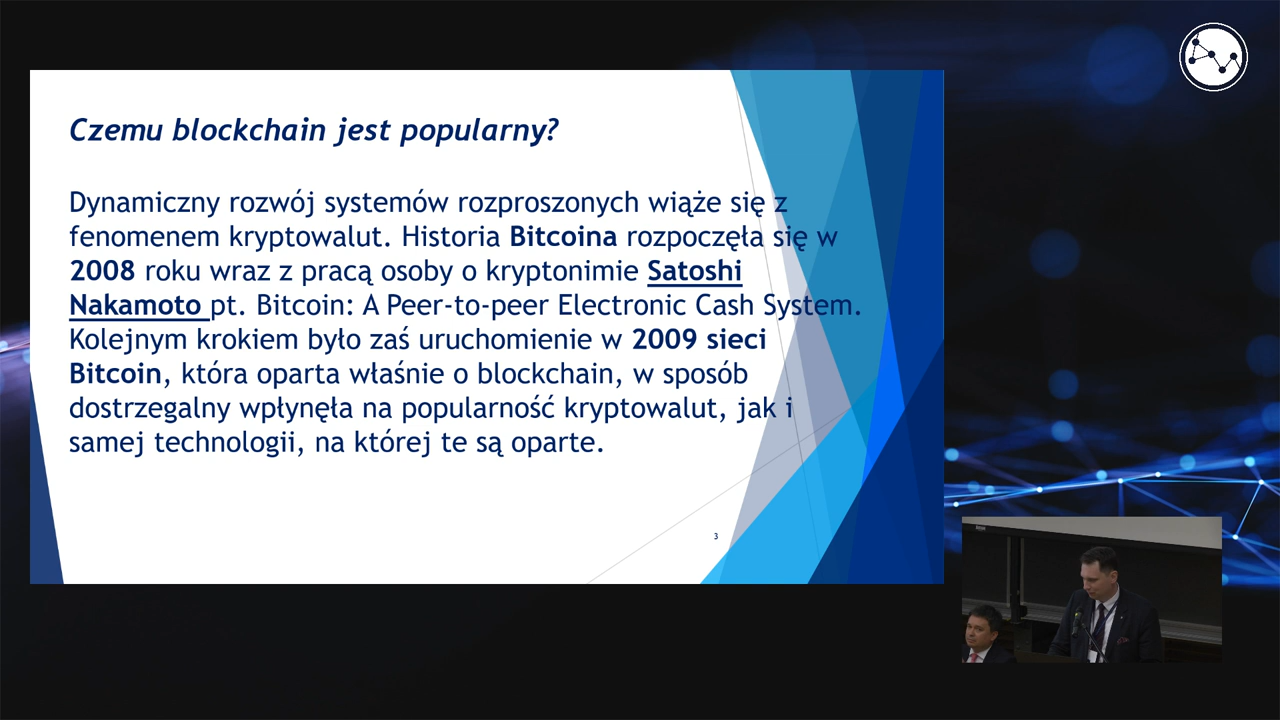 Czemu blockchain jest popularny?
Dynamiczny rozwój systemów rozproszonych wiąże się z
fenomenem kryptowalut. Historia Bitcoina rozpoczęła się w
2008 roku wraz z pracą osoby o kryptonimie Satoshi
Nakamoto pt. Bitcoin: A Peer-to-peer Electronic Cash System.
Kolejnym krokiem było zaś uruchomienie w 2009 sieci
Bitcoin, która oparta właśnie o blockchain, w sposób
dostrzegalny wpłynęła na popularność kryptowalut, jak i
samej technologii, na której te są oparte.
3